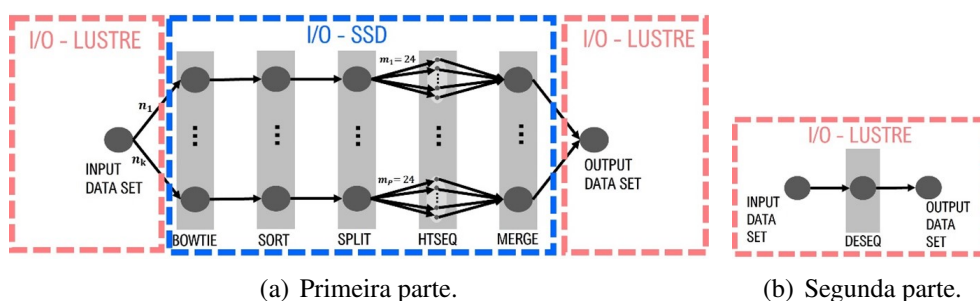 I/O - LUSTRE
I/O - SSD
I/O - LUSTRE
m₁=24
n₁
INPUT
DATA SET
nₖ
OUTPUT
DATA SET
mₚ=24
BOWTIE
SORT
SPLIT
HTSEQ
MERGE
I/O - LUSTRE
INPUT
DATA
SET
DESEQ
OUTPUT
DATA
SET
(a) Primeira parte.
(b) Segunda parte.